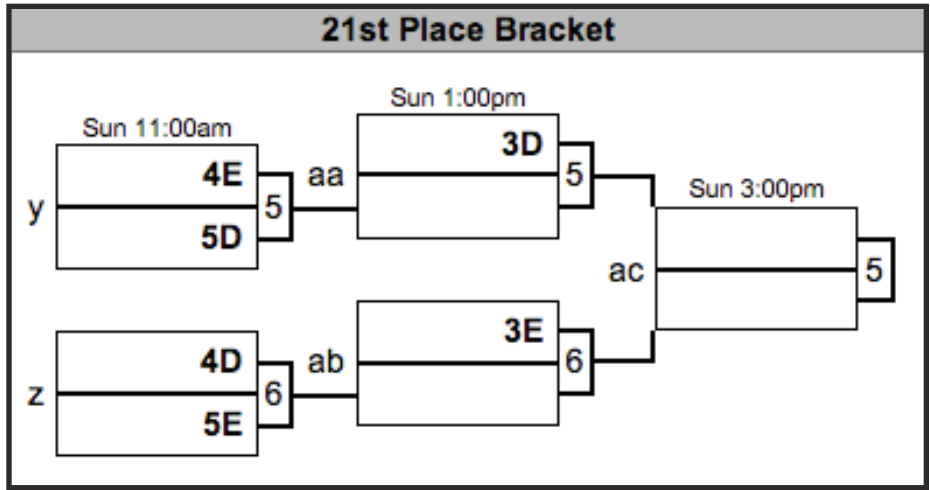 21st Place Bracket
Sun 1:00pm
Sun 11:00am
3D
4E
aa
5
y
5
Sun 3:00pm
5D
ac
5
3E
4D
ab
6
z
6
5E